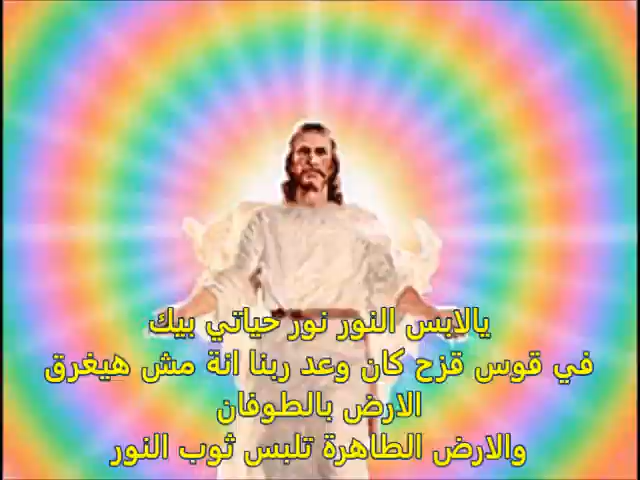 يالابس النور نور حياتي بيك
في قوس قزح كان وعد ربنا انة مش هيغرق
الارض بالطوفان
والارض الطاهرة تلبس ثوب النور